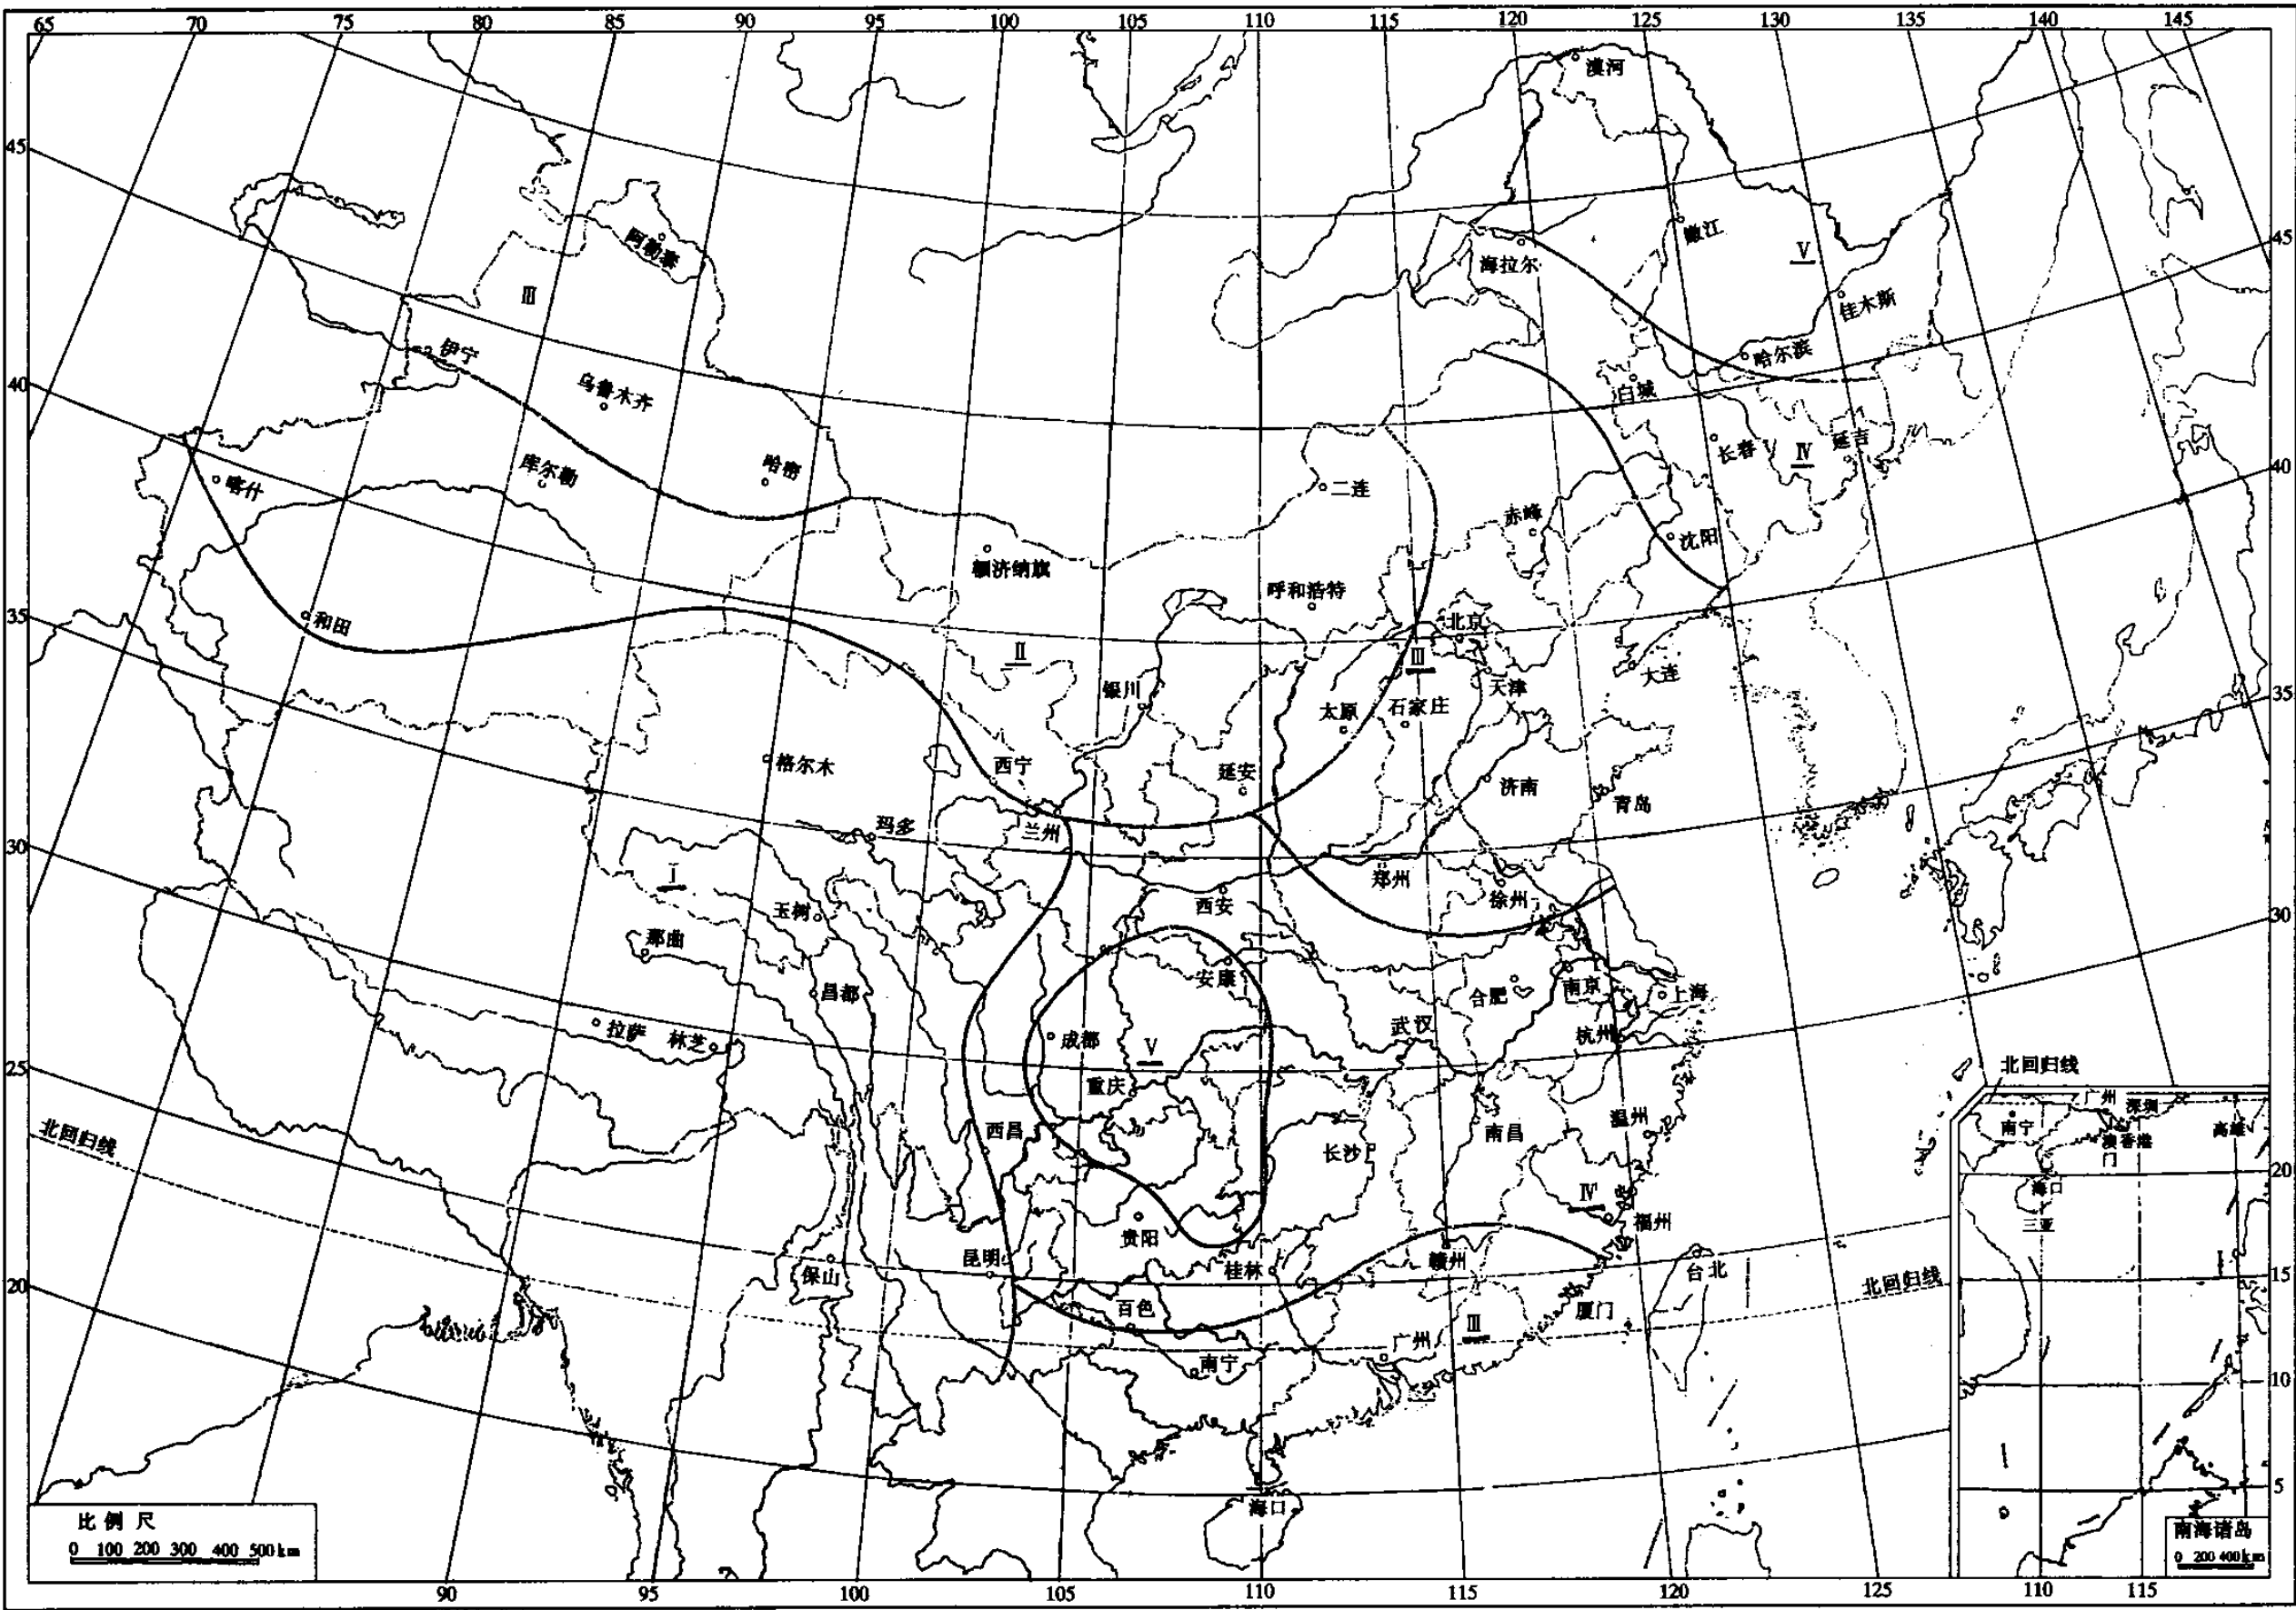 65 70 75 80 85 90 95 100 105 110 115 120 125 130 135 140 145
漠河
45
阿勒泰
嫩江
Ⅴ
45
海拉尔
Ⅲ
佳木斯
伊宁
哈尔滨
40
乌鲁木齐
白城
长春
延吉
Ⅳ
40
库尔勒
哈密
喀什
二连
赤峰
沈阳
额济纳旗
呼和浩特
35
和田
北京
Ⅱ
Ⅲ
大连
银川
天津
35
太原
石家庄
格尔木
西宁
延安
济南
青岛
玛多
兰州
30
Ⅰ
郑州
徐州
玉树
西安
30
那曲
安康
昌都
合肥
南京
上海
拉萨
林芝
成都
武汉
杭州
Ⅴ
25
重庆
北回归线
广州
深圳
北回归线
西昌
南昌
温州
南宁
澳门
香港
高雄
长沙
20
海口
Ⅳ
三亚
贵阳
福州
昆明
桂林
赣州
台北
20
保山
北回归线
15
百色
厦门
Ⅲ
广州
南宁
10
海口
5
比例尺
0 100 200 300 400 500km
南海诸岛
0 200 400km
90 95 100 105 110 115 120 125 110 115